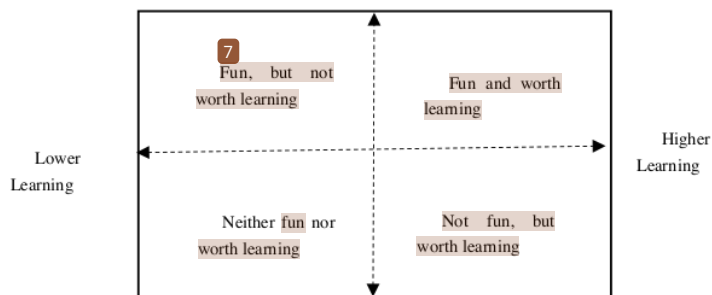 7
Fun, but not
worth learning
Fun and worth
learning
Lower
Learning
Higher
Learning
Neither fun nor
worth learning
Not fun, but
worth learning